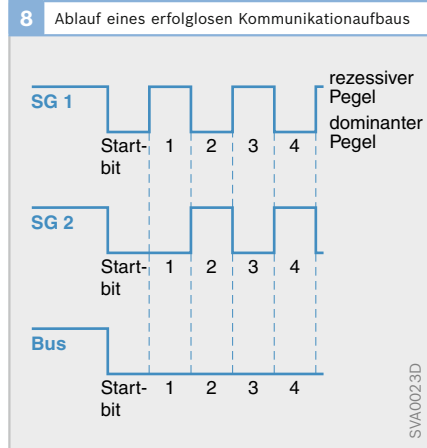 8 Ablauf eines erfolglosen Kommunikationaufbaus
rezessiver
Pegel
SG 1
dominanter
Pegel
Start- 1 2 3 4
bit
SG 2
Start- 1 2 3 4
bit
Bus
Start- 1 2 3 4
bit
SVA0023D